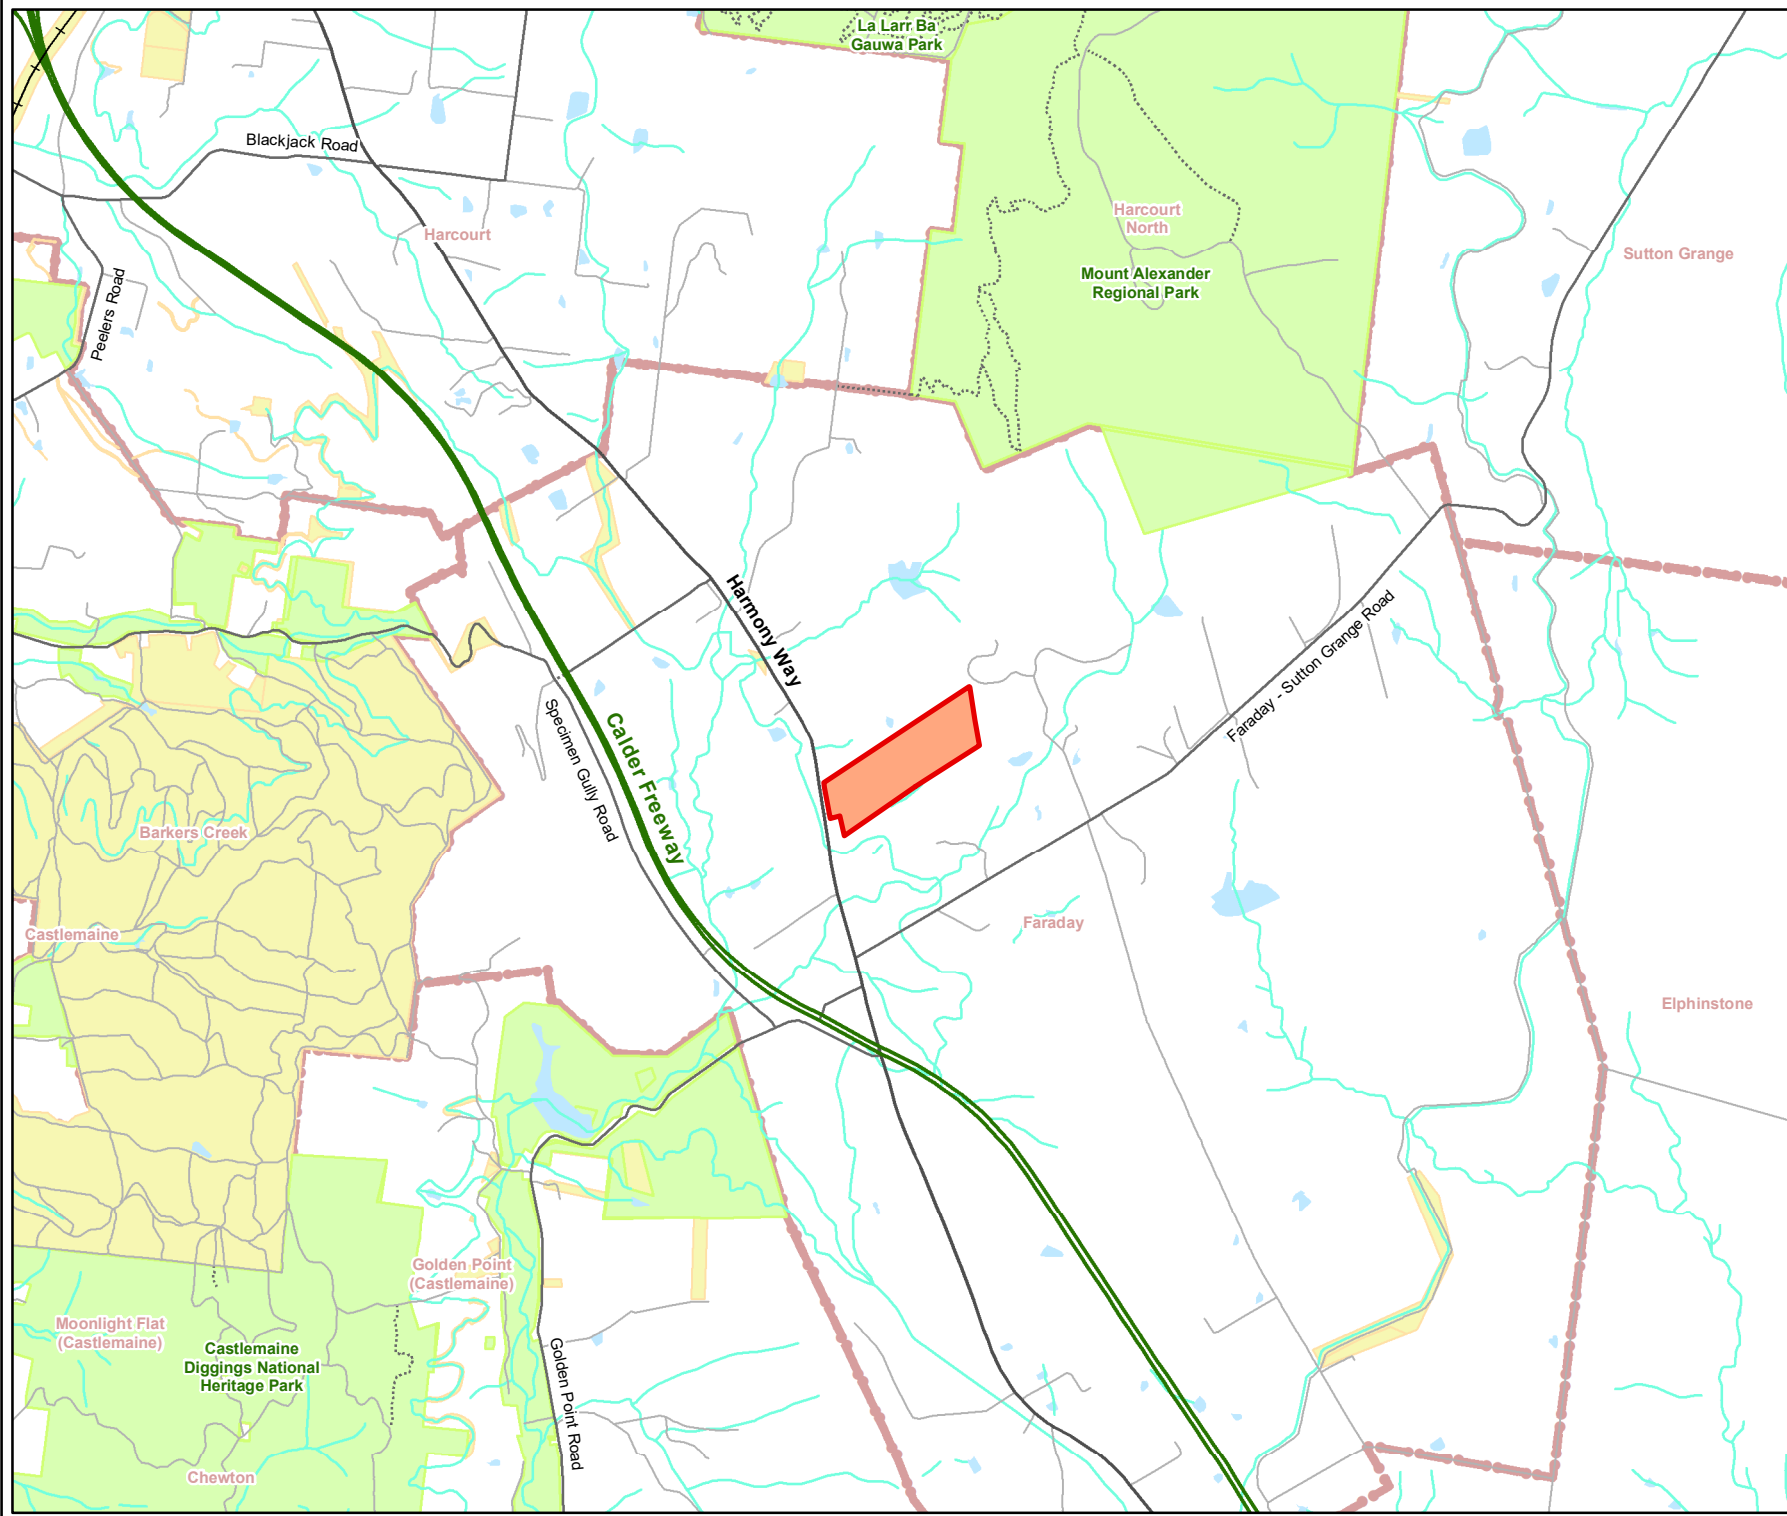 La Larr Ba
Gauwa Park
Blackjack Road
Harcourt
Harcourt
North
Sutton Grange
Mount Alexander
Regional Park
Peelers Road
Harmony Way
Faraday - Sutton Grange Road
Specimen Gully Road
Calder Freeway
Barkers Creek
Castlemaine
Faraday
Elphinstone
Golden Point
(Castlemaine)
Moonlight Flat
(Castlemaine)
Castlemaine
Diggings National
Heritage Park
Golden Point Road
Chewton